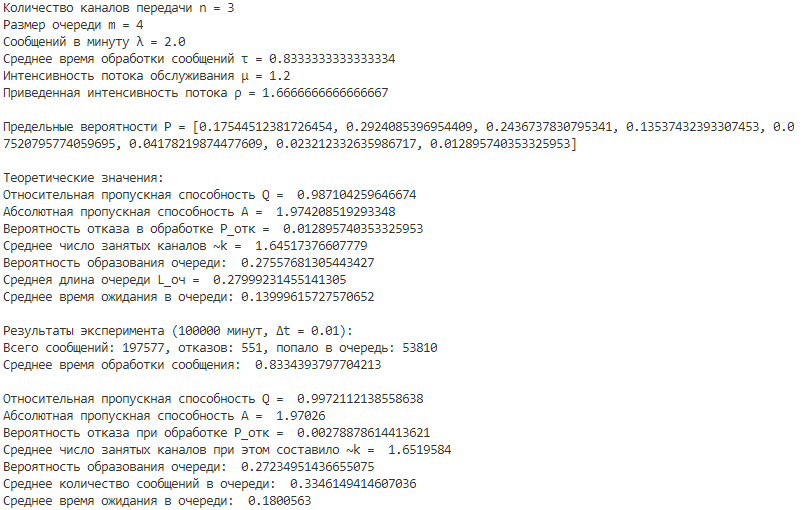 Количество каналов передачи n = 3
Размер очереди m = 4
Сообщений в минуту λ = 2.0
Среднее время обработки сообщений τ = 0.8333333333333334
Интенсивность потока обслуживания μ = 1.2
Приведенная интенсивность потока ρ = 1.6666666666666667
Предельные вероятности P = [0.17544512381726454, 0.2924085396954409, 0.2436737830795341, 0.13537432393307453, 0.0
7520795774059695, 0.04178219874477609, 0.023212332635986717, 0.012895740353325953]
Теоретические значения:
Относительная пропускная способность Q =  0.987104259646674
Абсолютная пропускная способность A =  1.974208519293348
Вероятность отказа в обработке P_отк =  0.012895740353325953
Среднее число занятых каналов ~k =  1.64517376607779
Вероятность образования очереди:  0.27557681305443427
Средняя длина очереди L_оч =  0.27999231455141305
Среднее время ожидания в очереди: 0.13999615727570652
Результаты эксперимента (100000 минут, Δt = 0.01):
Всего сообщений: 197577, отказов: 551, попало в очередь: 53810
Среднее время обработки сообщения:  0.8334393797704213
Относительная пропускная способность Q =  0.9972112138558638
Абсолютная пропускная способность A =  1.97026
Вероятность отказа при обработке P_отк =  0.00278878614413621
Среднее число занятых каналов при этом составило ~k =  1.6519584
Вероятность образования очереди:  0.27234951436655075
Среднее количество сообщений в очереди:  0.3346149414607036
Среднее время ожидания в очереди:  0.1800563